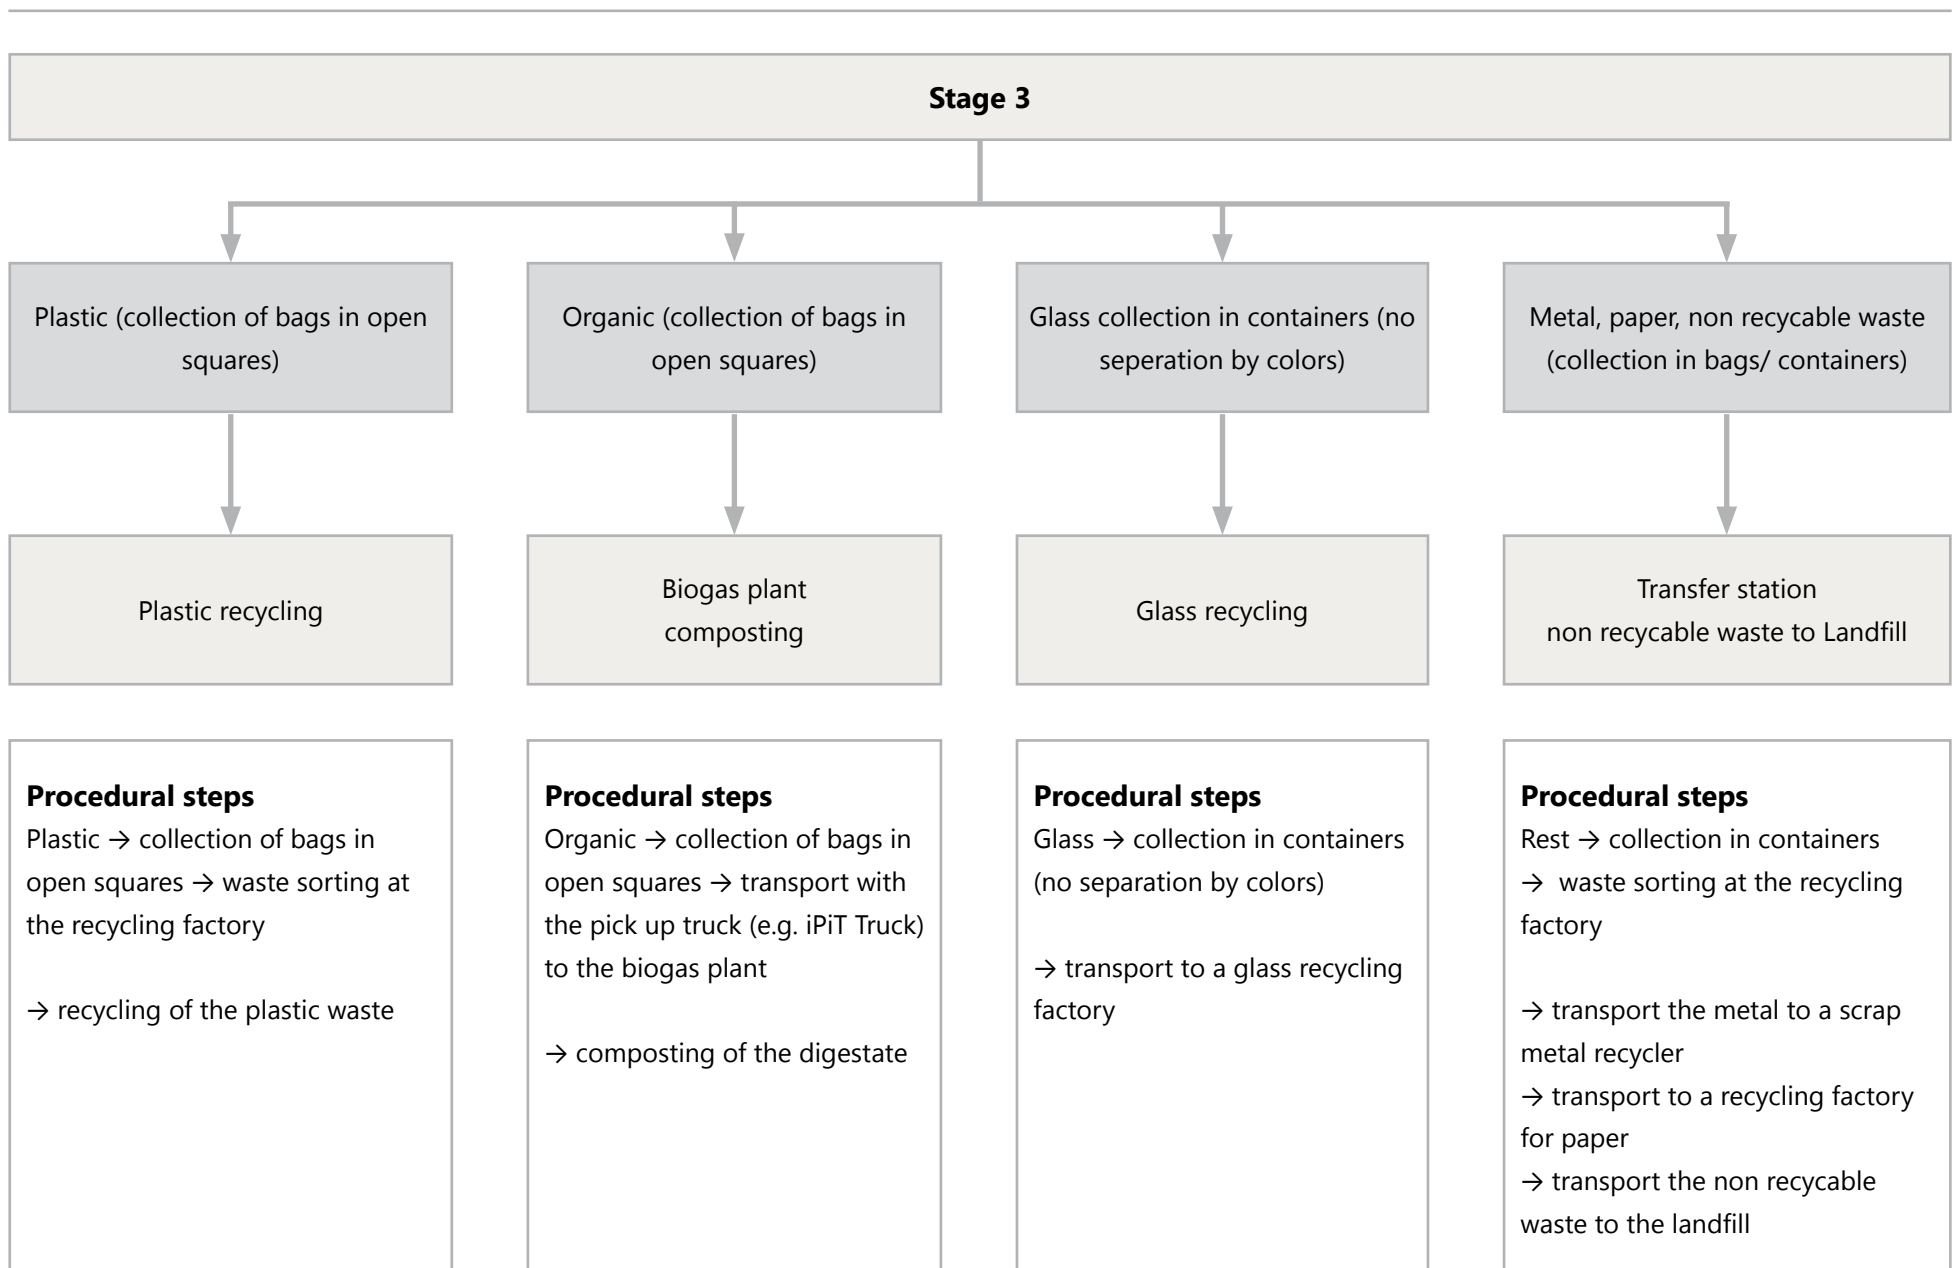 Stage 3
Plastic (collection of bags in open
squares)
Organic (collection of bags in
open squares)
Glass collection in containers (no
seperation by colors)
Metal, paper, non recycable waste
(collection in bags/ containers)
Plastic recycling
Biogas plant
composting
Glass recycling
Transfer station
non recycable waste to Landfill
Procedural steps
Plastic → collection of bags in
open squares → waste sorting at
the recycling factory
→ recycling of the plastic waste
Procedural steps
Organic → collection of bags in
open squares → transport with
the pick up truck (e.g. iPiT Truck)
to the biogas plant
→ composting of the digestate
Procedural steps
Glass → collection in containers
(no separation by colors)
→ transport to a glass recycling
factory
Procedural steps
Rest → collection in containers
→ waste sorting at the recycling
factory
→ transport the metal to a scrap
metal recycler
→ transport to a recycling factory
for paper
→ transport the non recycable
waste to the landfill